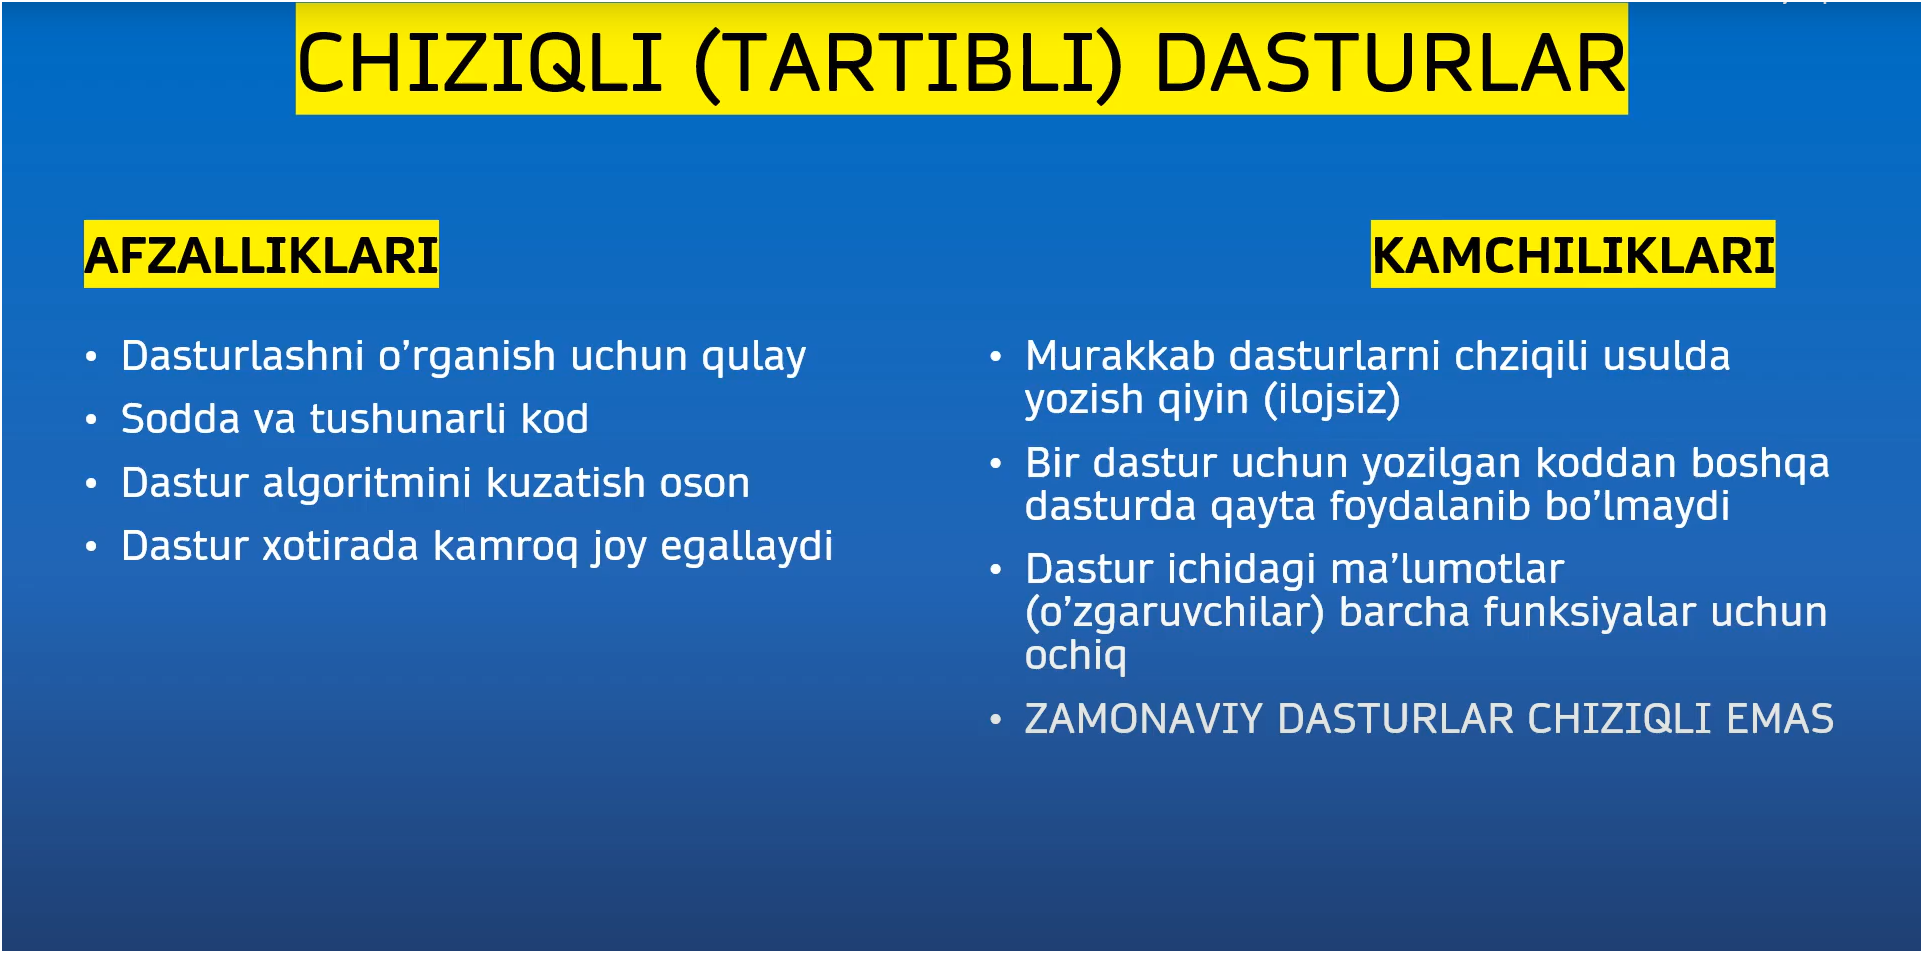 CHIZIQLI (TARTIBLI) DASTURLAR
AFZALLIKLARI
• Dasturlashni o’rganish uchun qulay
• Sodda va tushunarli kod
• Dastur algoritmini kuzatish oson
• Dastur xotirada kamroq joy egallaydi
KAMCHILIKLARI
• Murakkab dasturlarni chziqili usulda
yozish qiyin (ilojsiz)
• Bir dastur uchun yozilgan koddan boshqa
dasturda qayta foydalanib bo’lmaydi
• Dastur ichidagi ma’lumotlar
(o’zgaruvchilar) barcha funksiyalar uchun
ochiq
• ZAMONAVIY DASTURLAR CHIZIQLI EMAS